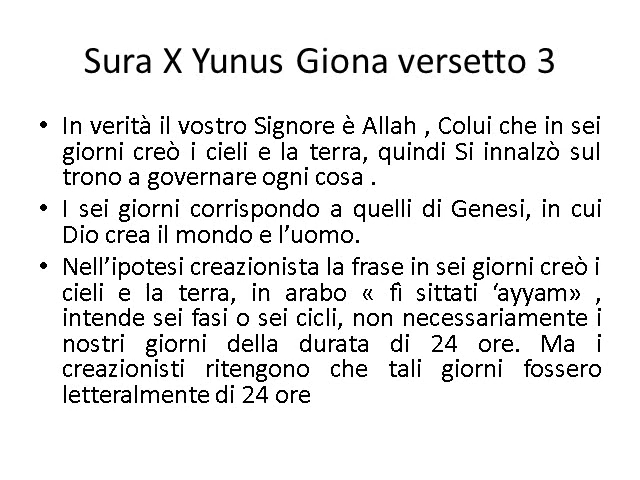 Sura X Yunus Giona versetto 3
• In verità il vostro Signore è Allah , Colui che in sei
giorni creò i cieli e la terra, quindi Si innalzò sul
trono a governare ogni cosa .
• I sei giorni corrispondo a quelli di Genesi, in cui
Dio crea il mondo e l’uomo.
• Nell’ipotesi creazionista la frase in sei giorni creò i
cieli e la terra, in arabo « fì sittati ‘ayyam» ,
intende sei fasi o sei cicli, non necessariamente i
nostri giorni della durata di 24 ore. Ma i
creazionisti ritengono che tali giorni fossero
letteralmente di 24 ore